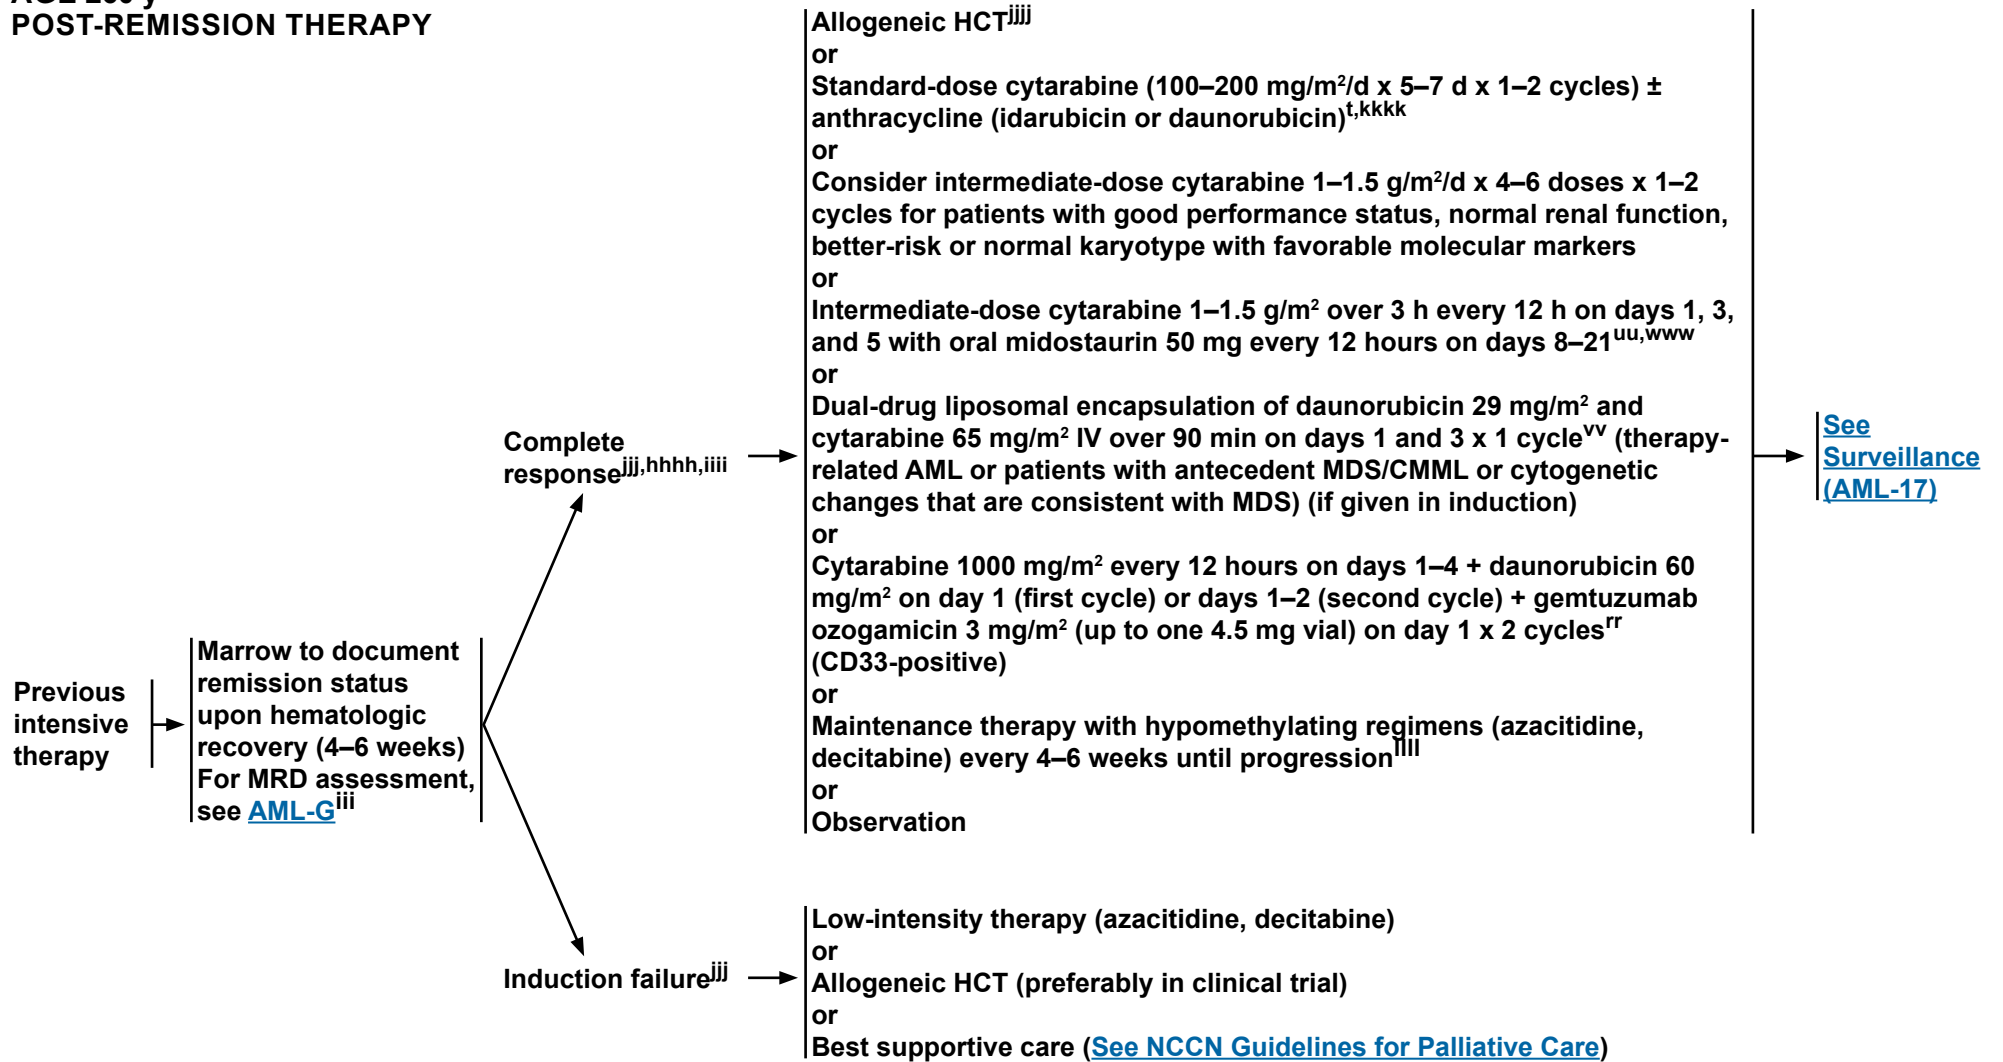 POST-REMISSION THERAPY
Previous
intensive
therapy
Marrow to document
remission status
upon hematologic
recovery (4–6 weeks)
For MRD assessment,
see AML-Giii
Complete
responsejjj,hhhh,iiii
Allogeneic HCTjjjj
or
Standard-dose cytarabine (100–200 mg/m²/d x 5–7 d x 1–2 cycles) ±
anthracycline (idarubicin or daunorubicin)t,kkkk
or
Consider intermediate-dose cytarabine 1–1.5 g/m²/d x 4–6 doses x 1–2
cycles for patients with good performance status, normal renal function,
better-risk or normal karyotype with favorable molecular markers
or
Intermediate-dose cytarabine 1–1.5 g/m² over 3 h every 12 h on days 1, 3,
and 5 with oral midostaurin 50 mg every 12 hours on days 8–21uu,www
or
Dual-drug liposomal encapsulation of daunorubicin 29 mg/m² and
cytarabine 65 mg/m² IV over 90 min on days 1 and 3 x 1 cyclevv (therapy-
related AML or patients with antecedent MDS/CMML or cytogenetic
changes that are consistent with MDS) (if given in induction)
or
Cytarabine 1000 mg/m² every 12 hours on days 1–4 + daunorubicin 60
mg/m² on day 1 (first cycle) or days 1–2 (second cycle) + gemtuzumab
ozogamicin 3 mg/m² (up to one 4.5 mg vial) on day 1 x 2 cyclesrr
(CD33-positive)
or
Maintenance therapy with hypomethylating regimens (azacitidine,
decitabine) every 4–6 weeks until progressionllll
or
Observation
See
Surveillance
(AML-17)
Induction failurejjj
Low-intensity therapy (azacitidine, decitabine)
or
Allogeneic HCT (preferably in clinical trial)
or
Best supportive care (See NCCN Guidelines for Palliative Care)